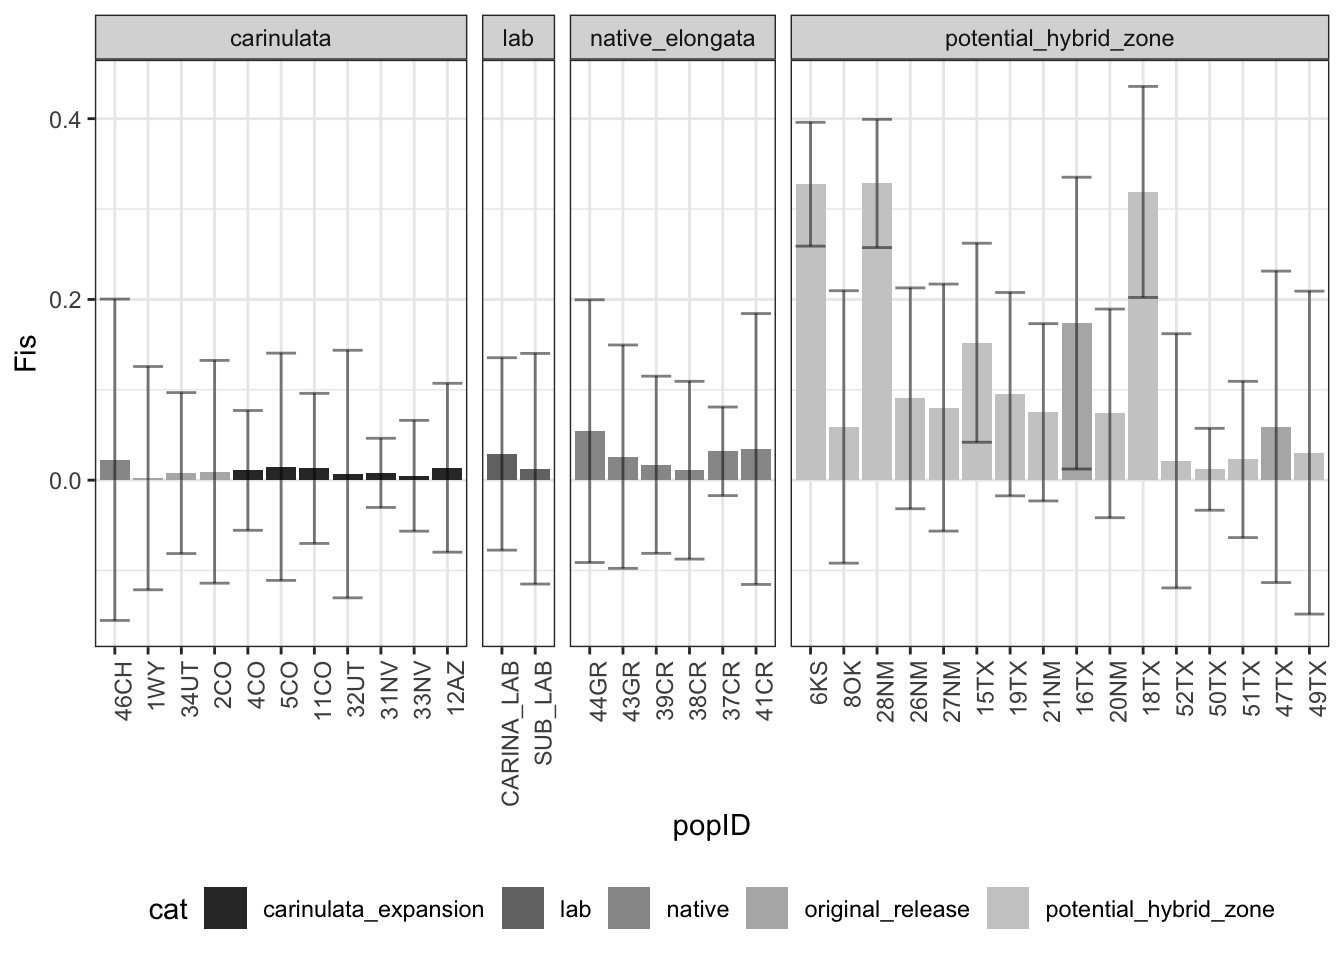 carinulata lab native_elongata potential_hybrid_zone
0.4
0.2
0.0
Fis
46CH 1WY 34UT 2CO 4CO 5CO 11CO 32UT 31NV 33NV 12AZ CARINA_LAB SUB_LAB 44GR 43GR 39CR 38CR 37CR 41CR 6KS 8OK 28NM 26NM 27NM 15TX 19TX 21NM 16TX 20NM 18TX 52TX 50TX 51TX 47TX 49TX
popID
cat carinulata_expansion lab native original_release potential_hybrid_zone